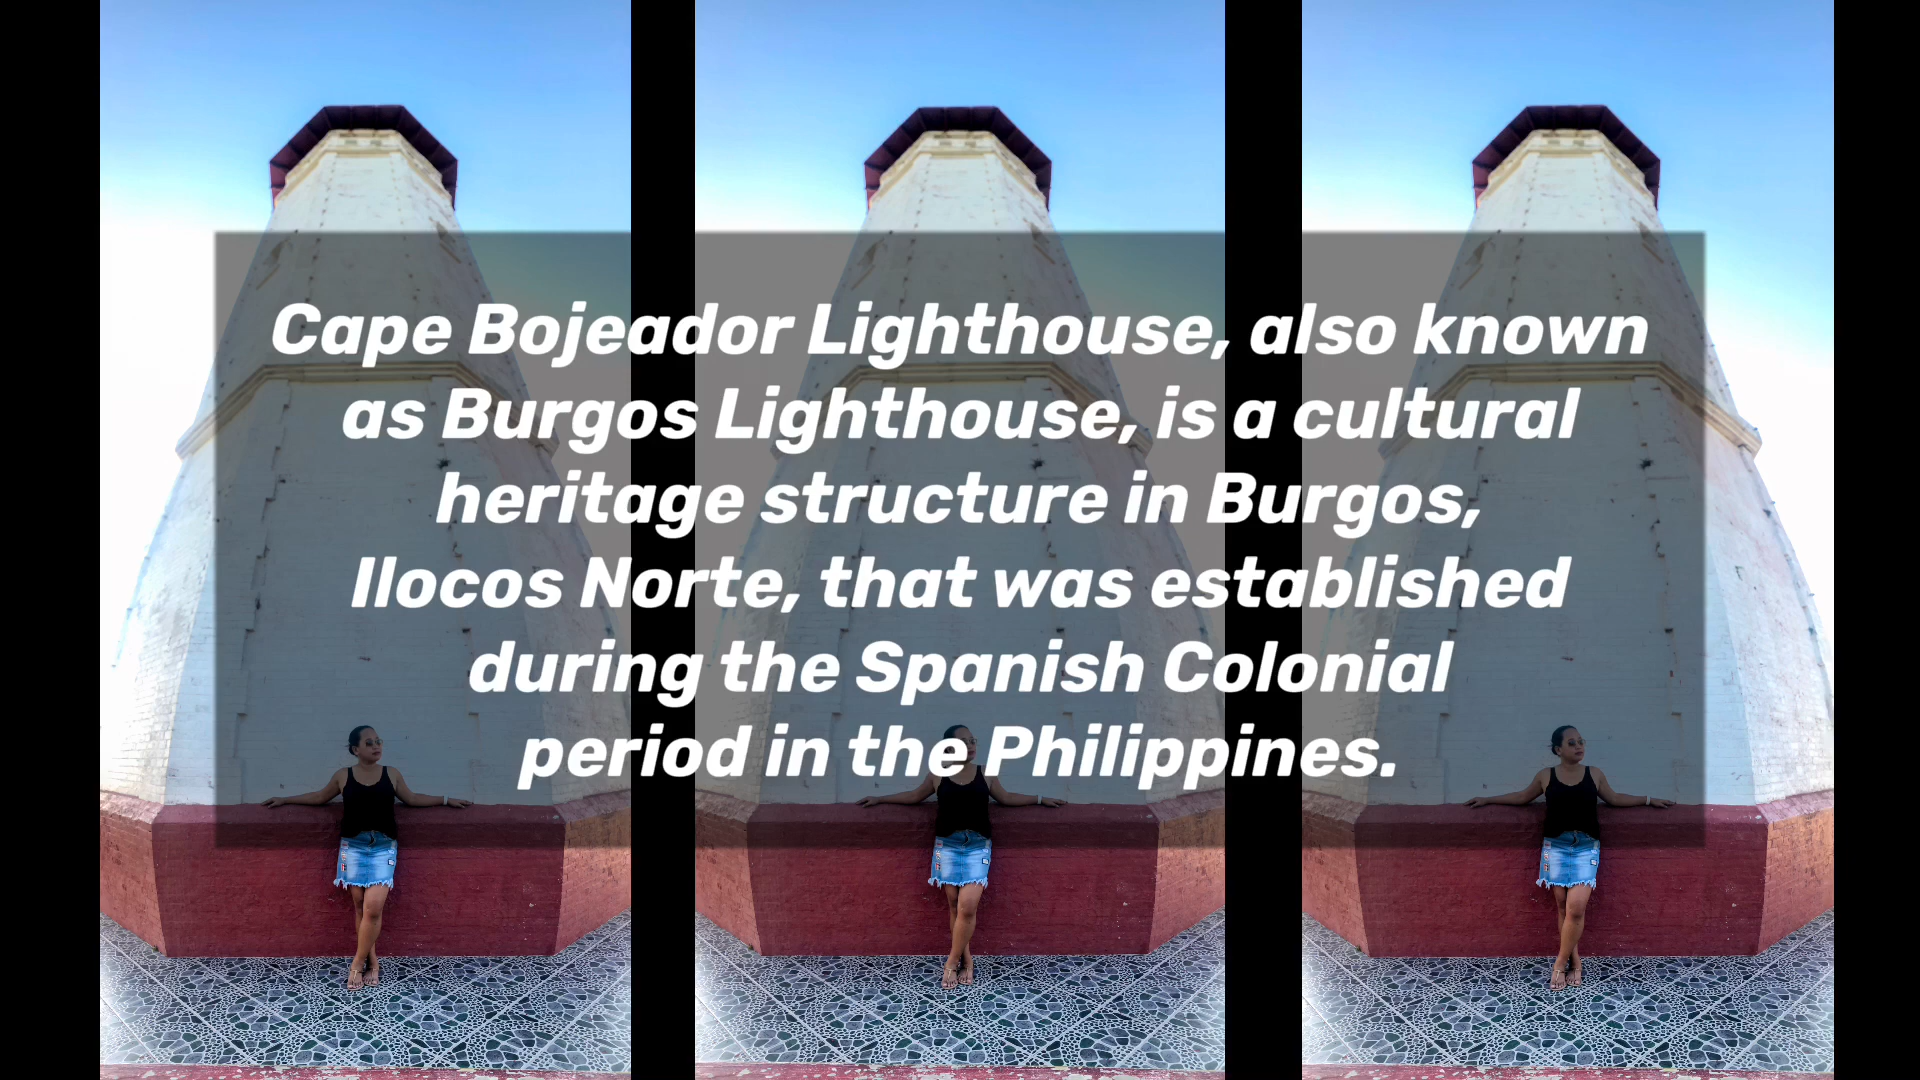 Cape Bojeador Lighthouse, also known
as Burgos Lighthouse, is a cultural
heritage structure in Burgos,
Ilocos Norte, that was established
during the Spanish Colonial
period in the Philippines.